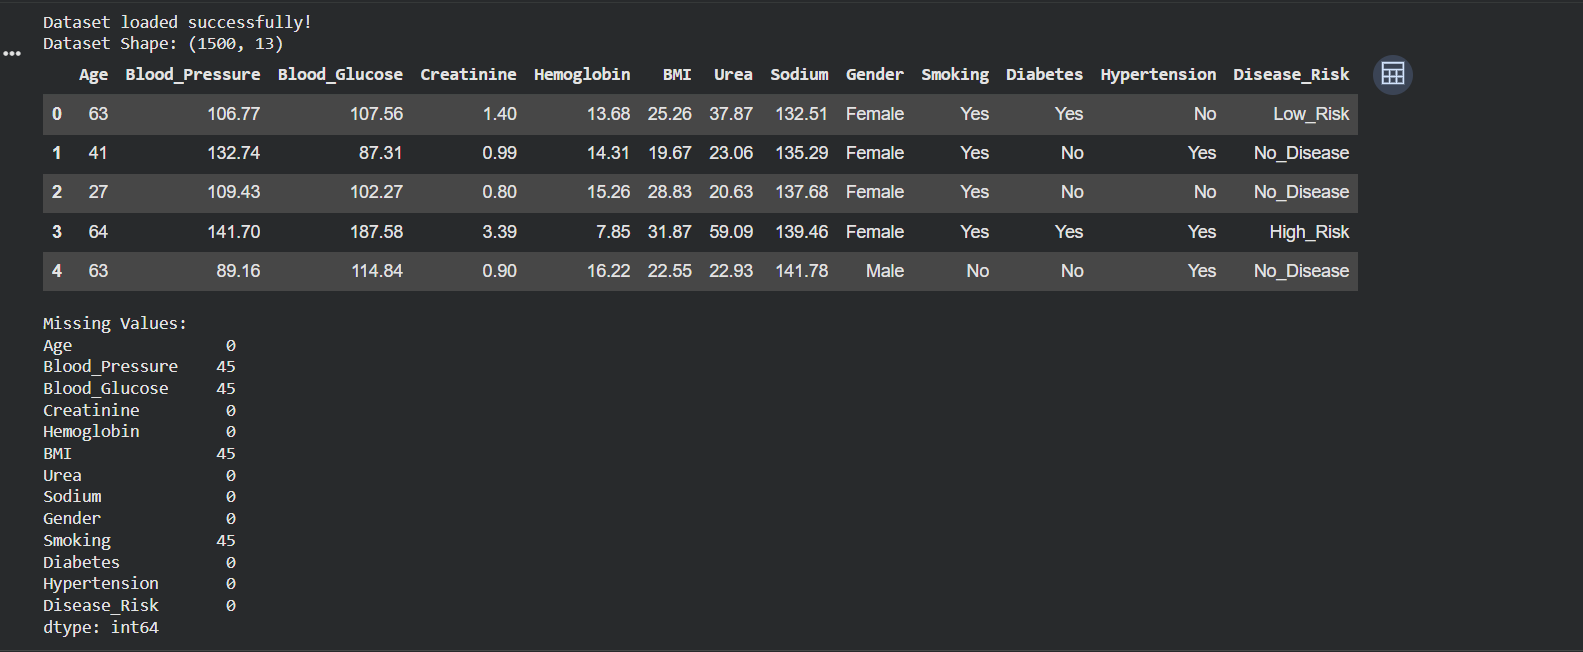 Dataset loaded successfully!
Dataset Shape: (1500, 13)
Age Blood_Pressure Blood_Glucose Creatinine Hemoglobin BMI Urea Sodium Gender Smoking Diabetes Hypertension Disease_Risk
0 63 106.77 107.56 1.40 13.68 25.26 37.87 132.51 Female Yes Yes No Low_Risk
1 41 132.74 87.31 0.99 14.31 19.67 23.06 135.29 Female Yes No Yes No_Disease
2 27 109.43 102.27 0.80 15.26 28.83 20.63 137.68 Female Yes No No No_Disease
3 64 141.70 187.58 3.39 7.85 31.87 59.09 139.46 Female Yes Yes Yes High_Risk
4 63 89.16 114.84 0.90 16.22 22.55 22.93 141.78 Male No No Yes No_Disease
Missing Values:
Age 0
Blood_Pressure 45
Blood_Glucose 45
Creatinine 0
Hemoglobin 0
BMI 45
Urea 0
Sodium 0
Gender 0
Smoking 45
Diabetes 0
Hypertension 0
Disease_Risk 0
dtype: int64